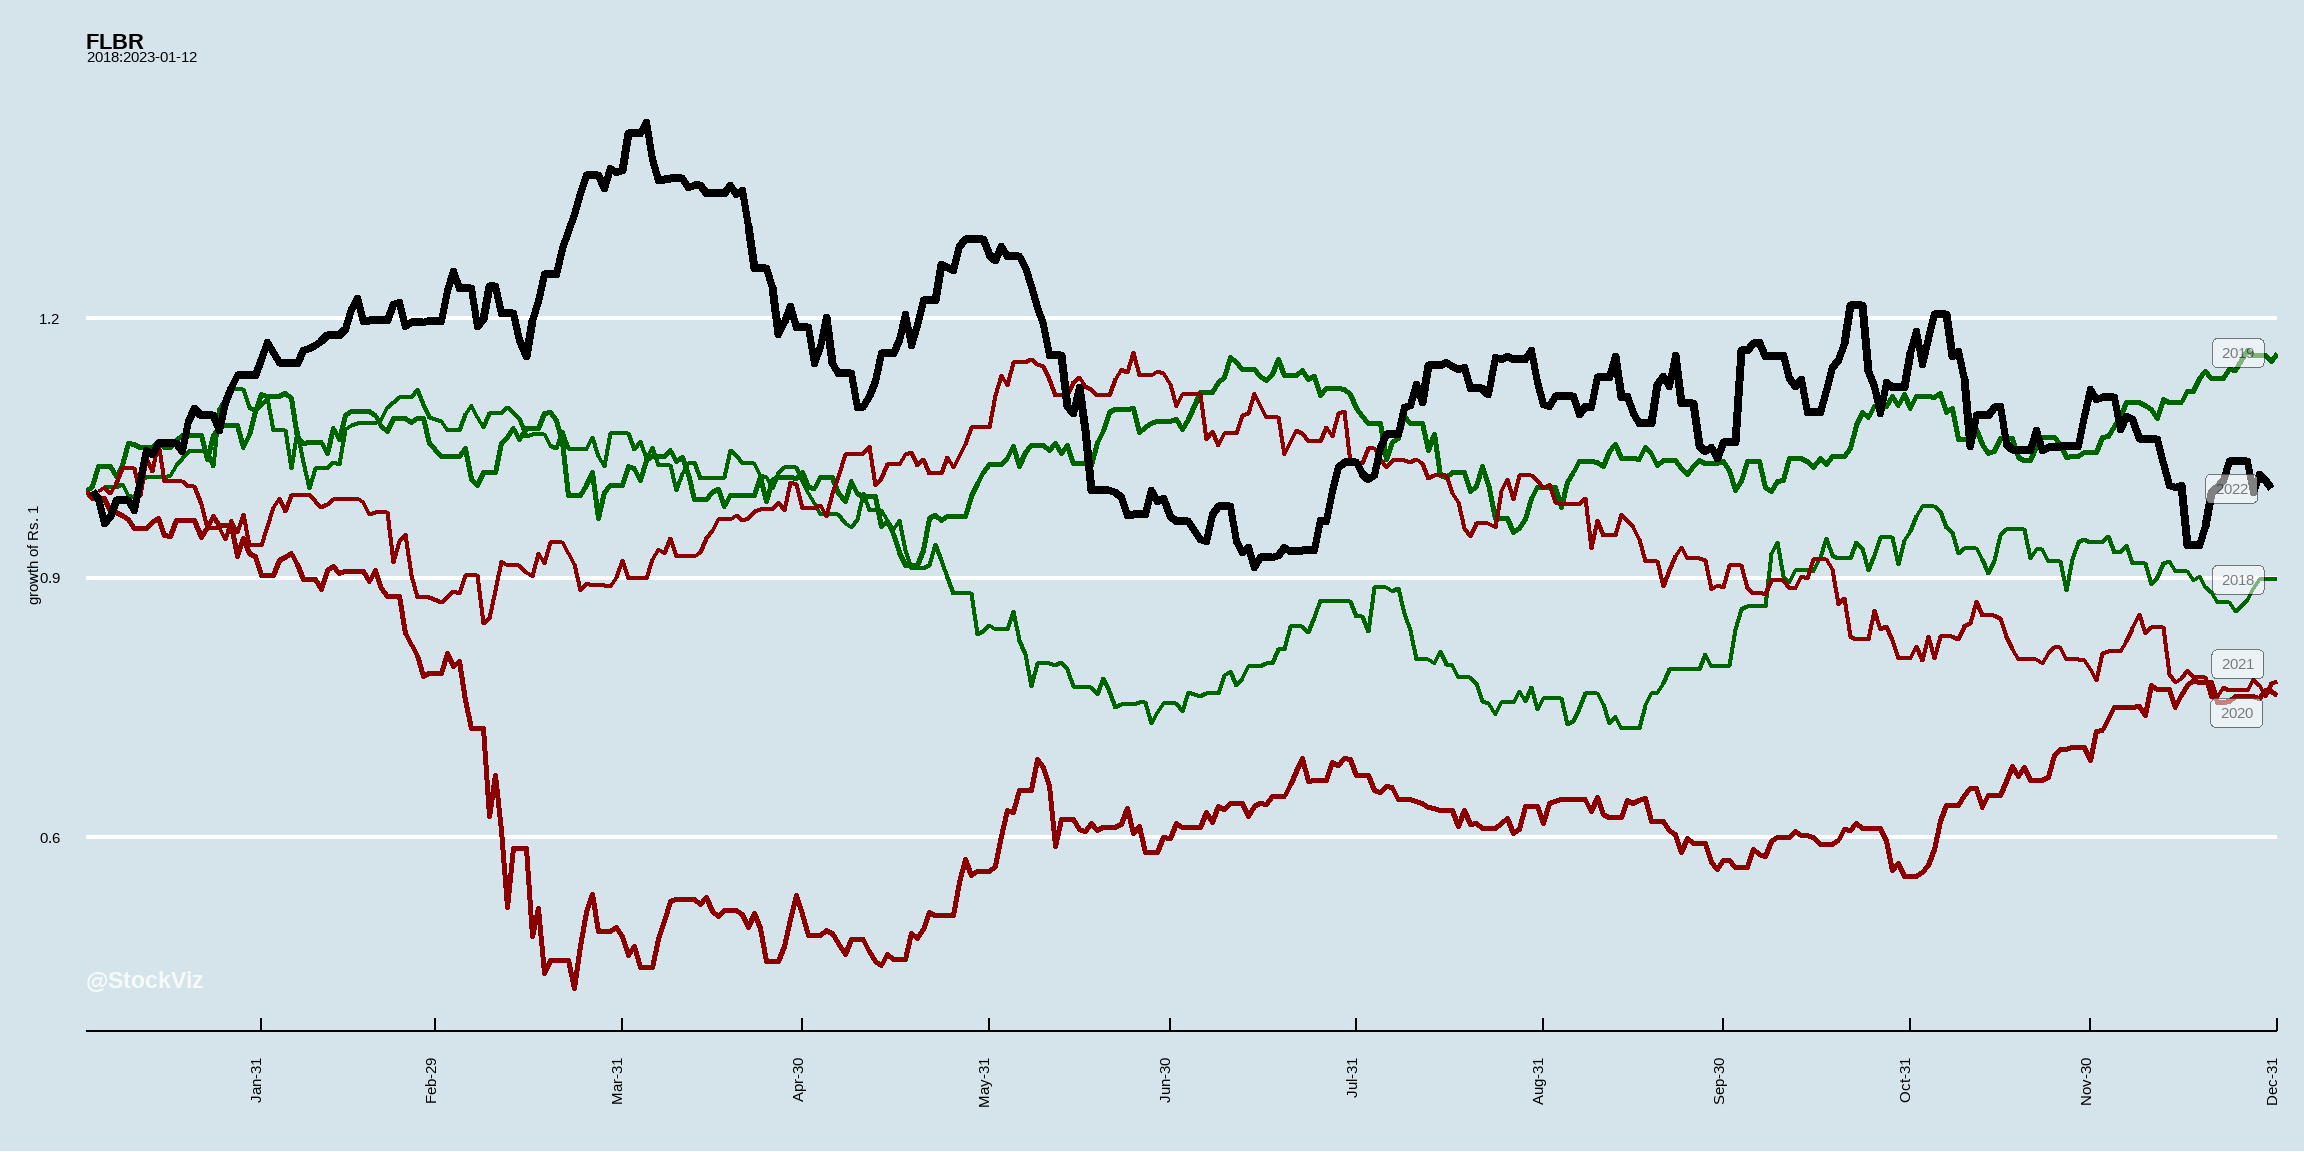 FLBR
2018:2023-01-12
growth of Rs. 1
1.2
0.9
0.6
2019
2022
2018
2021
2020
@StockViz
Jan-31
Feb-29
Mar-31
Apr-30
May-31
Jun-30
Jul-31
Aug-31
Sep-30
Oct-31
Nov-30
Dec-31